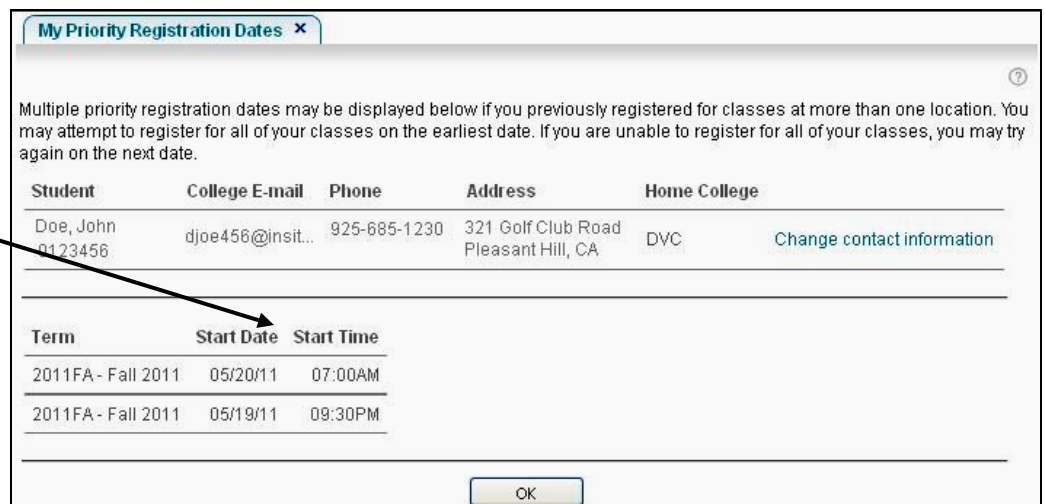 My Priority Registration Dates ×
?
Multiple priority registration dates may be displayed below if you previously registered for classes at more than one location. You
may attempt to register for all of your classes on the earliest date. If you are unable to register for all of your classes, you may try
again on the next date.
Student College E-mail Phone Address Home College
Doe, John djoe456@insit... 925-685-1230 321 Golf Club Road DVC Change contact information
0123456 Pleasant Hill, CA
Term Start Date Start Time
2011FA - Fall 2011 05/20/11 07:00AM
2011FA - Fall 2011 05/19/11 09:30PM
OK